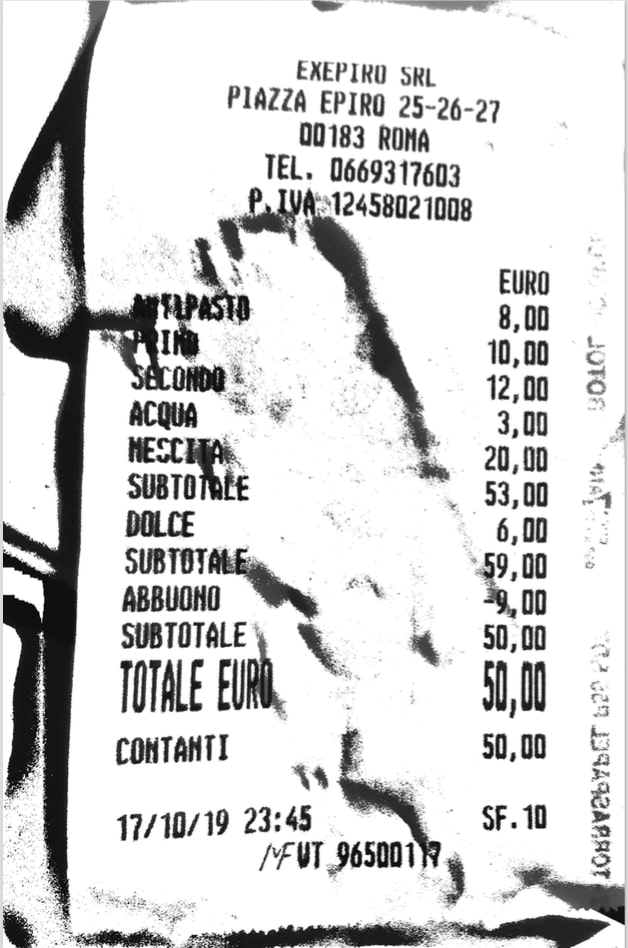 EXEPIRO SRL
PIAZZA EPIRO 25-26-27
00183 ROMA
TEL. 0669317603
P.IVA 12458021008
EURO
ANTIPASTO 8,00
PRIMO 10,00
SECONDO 12,00
ACQUA 3,00
MESCITA 20,00
SUBTOTALE 53,00
DOLCE 6,00
SUBTOTALE 59,00
ABBUONO -9,00
SUBTOTALE 50,00
TOTALE EURO 50,00
CONTANTI 50,00
17/10/19 23:45 SF.10
MF WT 96500117
TORRASPAPEL